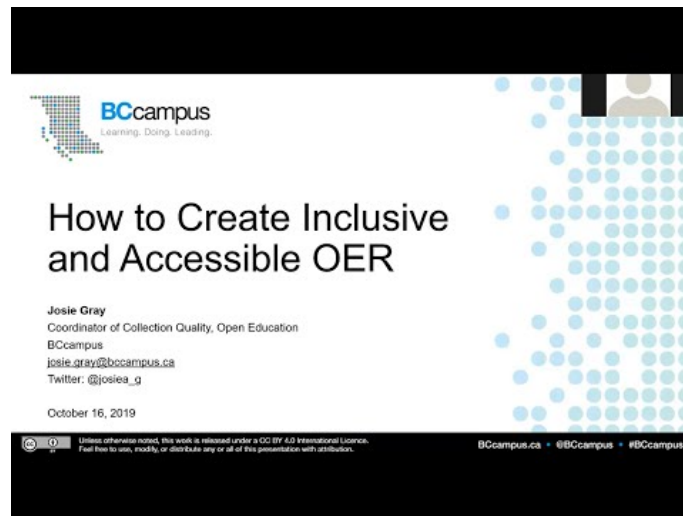 BCcampus
Learning. Doing. Leading.
How to Create Inclusive
and Accessible OER
Josie Gray
Coordinator of Collection Quality, Open Education
BCcampus
josie.gray@bccampus.ca
Twitter: @josiea_g
October 16, 2019
cc
BY
Unless otherwise noted, this work is released under a CC BY 4.0 International Licence.
Feel free to use, modify, or distribute any or all of this presentation with attribution.
BCcampus.ca • @BCcampus • #BCcampus